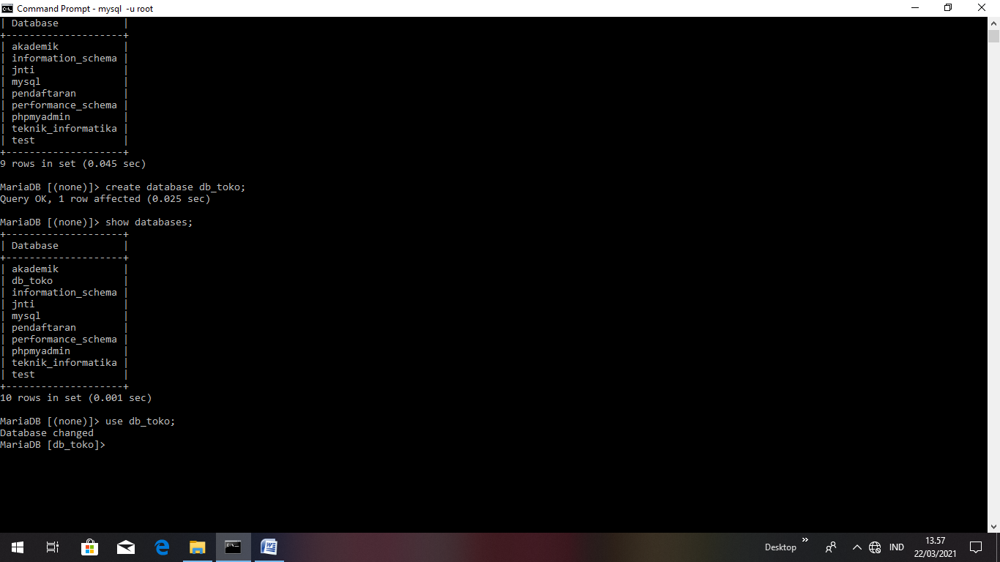 Command Prompt - mysql  -u root
| Database           |
+--------------------+
| akademik           |
| information_schema |
| jnti               |
| mysql              |
| pendaftaran        |
| performance_schema |
| phpmyadmin         |
| teknik_informatika |
| test               |
+--------------------+
9 rows in set (0.045 sec)
MariaDB [(none)]> create database db_toko;
Query OK, 1 row affected (0.025 sec)
MariaDB [(none)]> show databases;
+--------------------+
| Database           |
+--------------------+
| akademik           |
| db_toko            |
| information_schema |
| jnti               |
| mysql              |
| pendaftaran        |
| performance_schema |
| phpmyadmin         |
| teknik_informatika |
| test               |
+--------------------+
10 rows in set (0.001 sec)
MariaDB [(none)]> use db_toko;
Database changed
MariaDB [db_toko]>
Desktop
IND
13.57
22/03/2021